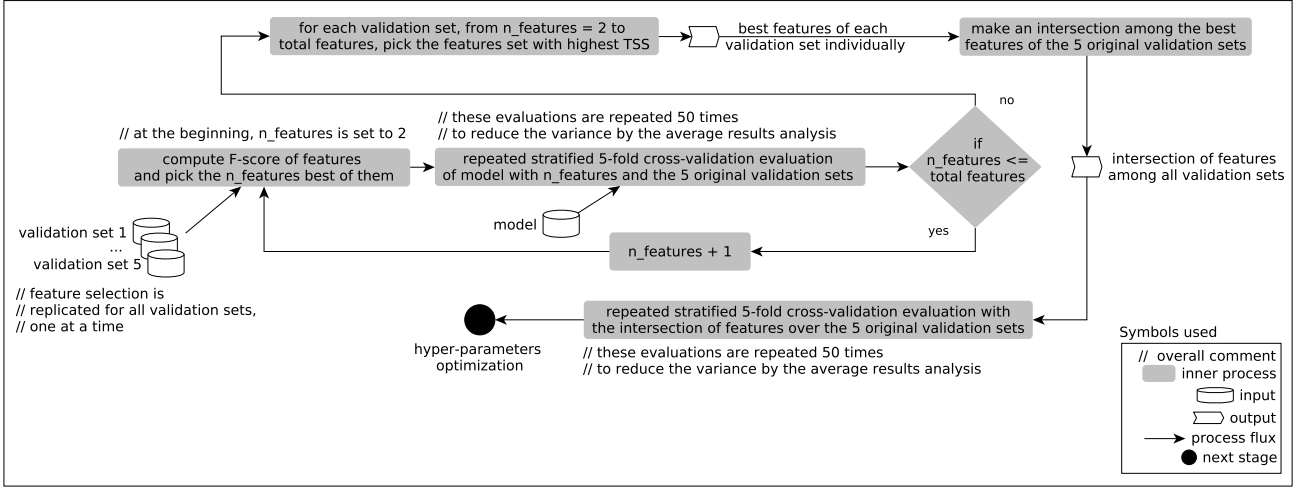 for each validation set, from n_features = 2 to
total features, pick the features set with highest TSS
best features of each
validation set individually
make an intersection among the best
features of the 5 original validation sets
no
// these evaluations are repeated 50 times
// to reduce the variance by the average results analysis
// at the beginning, n_features is set to 2
compute F-score of features
and pick the n_features best of them
repeated stratified 5-fold cross-validation evaluation
of model with n_features and the 5 original validation sets
if
n_features <=
total features
intersection of features
among all validation sets
model
validation set 1
...
validation set 5
yes
n_features + 1
// feature selection is
// replicated for all validation sets,
// one at a time
repeated stratified 5-fold cross-validation evaluation with
the intersection of features over the 5 original validation sets
hyper-parameters
optimization
// these evaluations are repeated 50 times
// to reduce the variance by the average results analysis
Symbols used
// overall comment
inner process
input
output
process flux
next stage